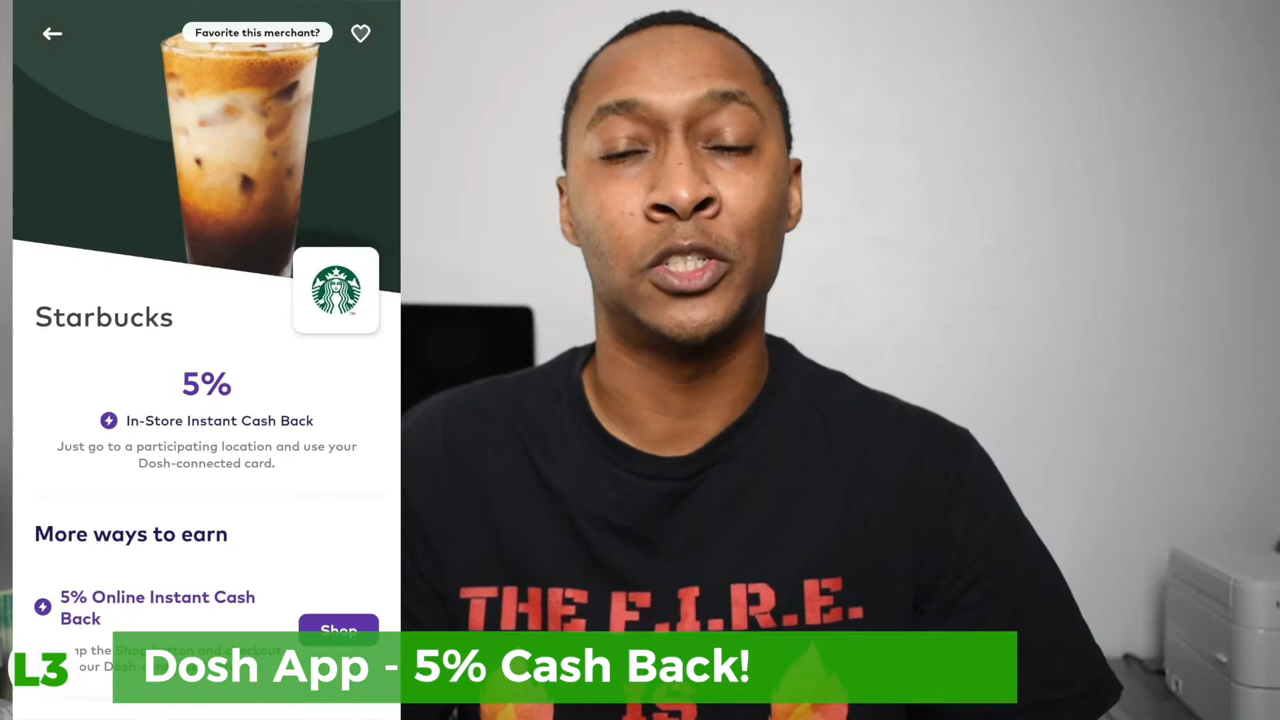 Favorite this merchant?
Starbucks
5%
In-Store Instant Cash Back
Just go to a participating location and use your
Dosh-connected card.
More ways to earn
5% Online Instant Cash
Back
Shop
L3
Dosh App - 5% Cash Back!
THE F.I.R.E.
IS